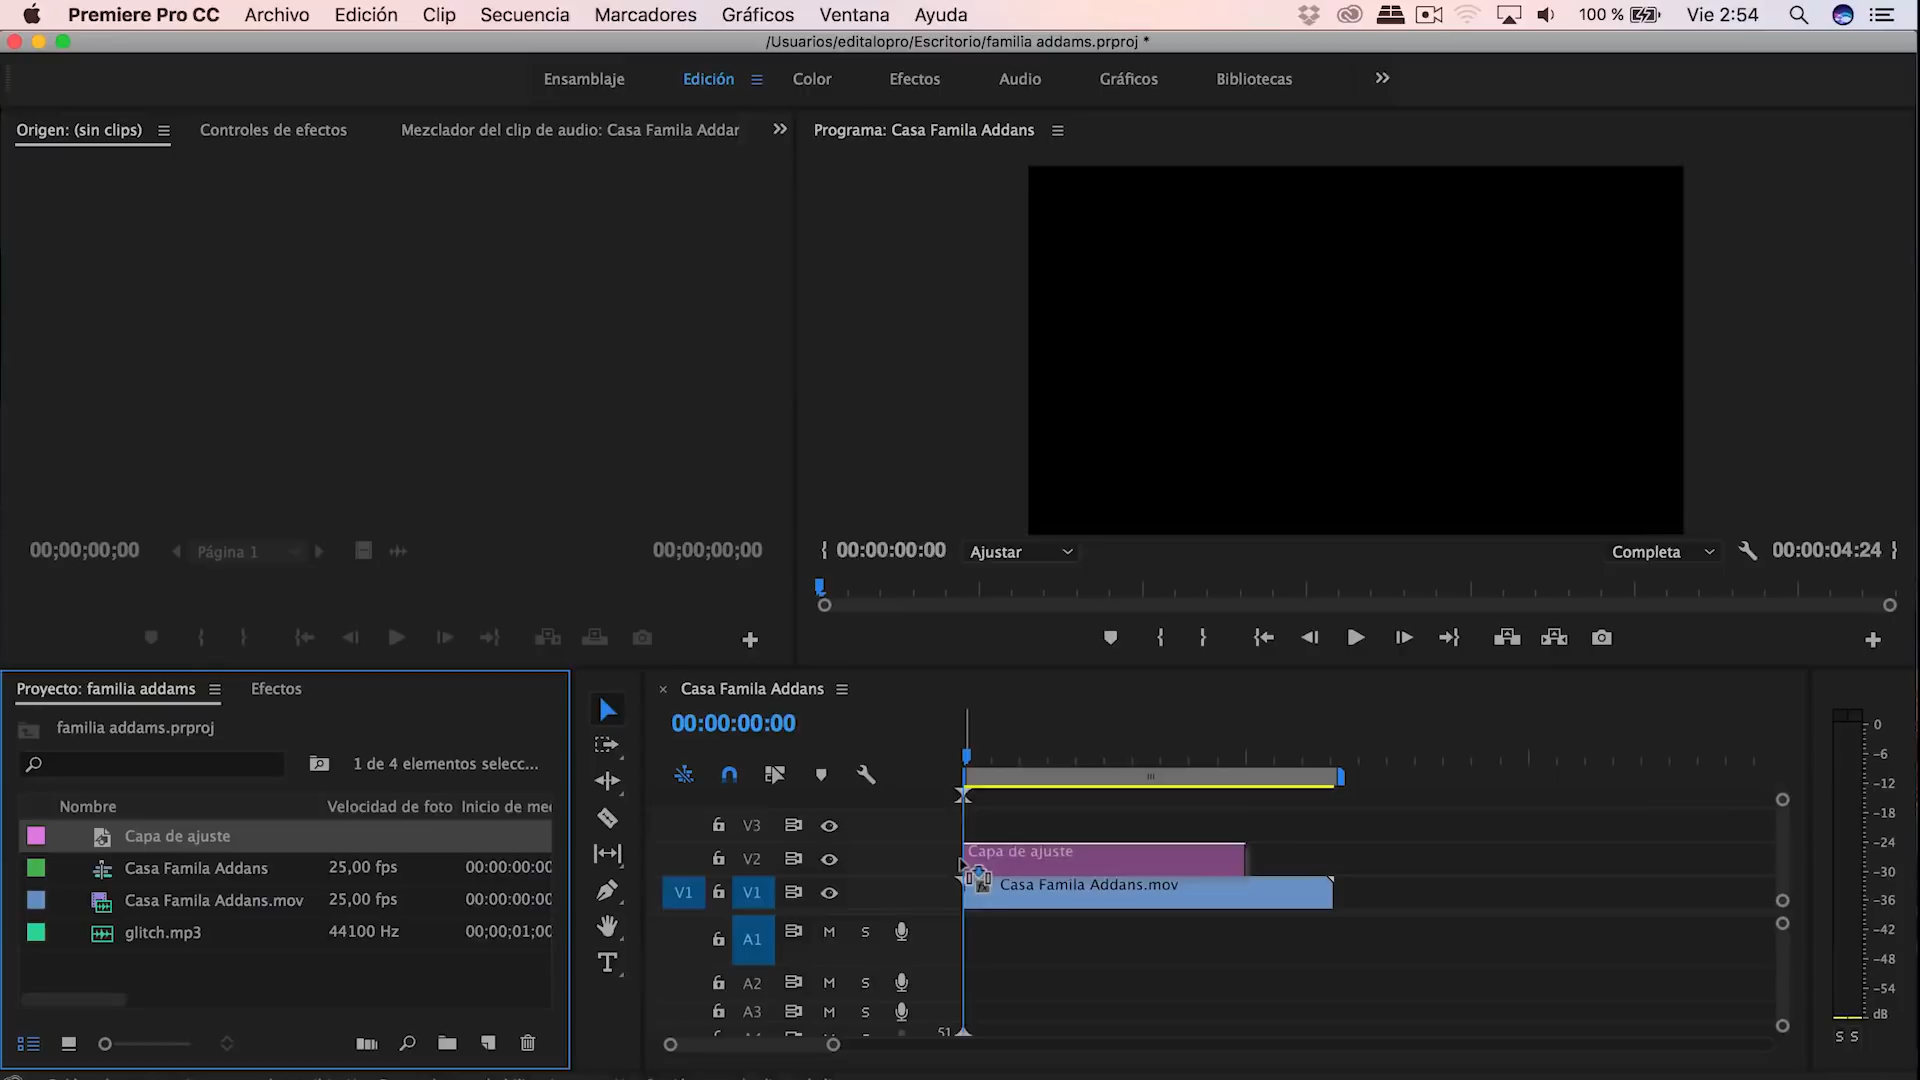 Premiere Pro CC Archivo Edición Clip Secuencia Marcadores Gráficos Ventana Ayuda 100 % Vie 2:54
/Usuarios/editalopro/Escritorio/familia addams.prproj *
Ensamblaje Edición Color Efectos Audio Gráficos Bibliotecas
Origen: (sin clips) Controles de efectos Mezclador del clip de audio: Casa Famila Addar
Programa: Casa Famila Addans
00;00;00;00 Página 1 00;00;00;00
00:00:00:00 Ajustar Completa 00:00:04:24
Proyecto: familia addams Efectos
familia addams.prproj
1 de 4 elementos selecc...
Nombre Velocidad de foto Inicio de me
Capa de ajuste
Casa Famila Addans 25,00 fps 00:00:00:0
Casa Famila Addans.mov 25,00 fps 00:00:00:0
glitch.mp3 44100 Hz 00;00;01;00
T
Casa Famila Addans
00:00:00:00
V3
V2 Capa de ajuste
V1 V1 Casa Famila Addans.mov
A1 M S
A2 M S
A3 M S
51
0
-6
-12
-18
-24
-30
-36
-42
-48
-54
dB
S S